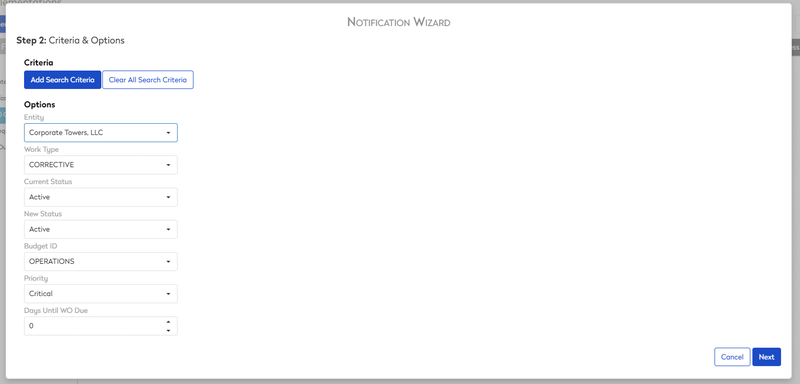 ementations
NOTIFICATION WIZARD
Step 2: Criteria & Options
Criteria
Add Search Criteria Clear All Search Criteria
Options
Entity
Corporate Towers, LLC
Work Type
CORRECTIVE
Current Status
Active
New Status
Active
Budget ID
OPERATIONS
Priority
Critical
Days Until WO Due
0
Cancel Next